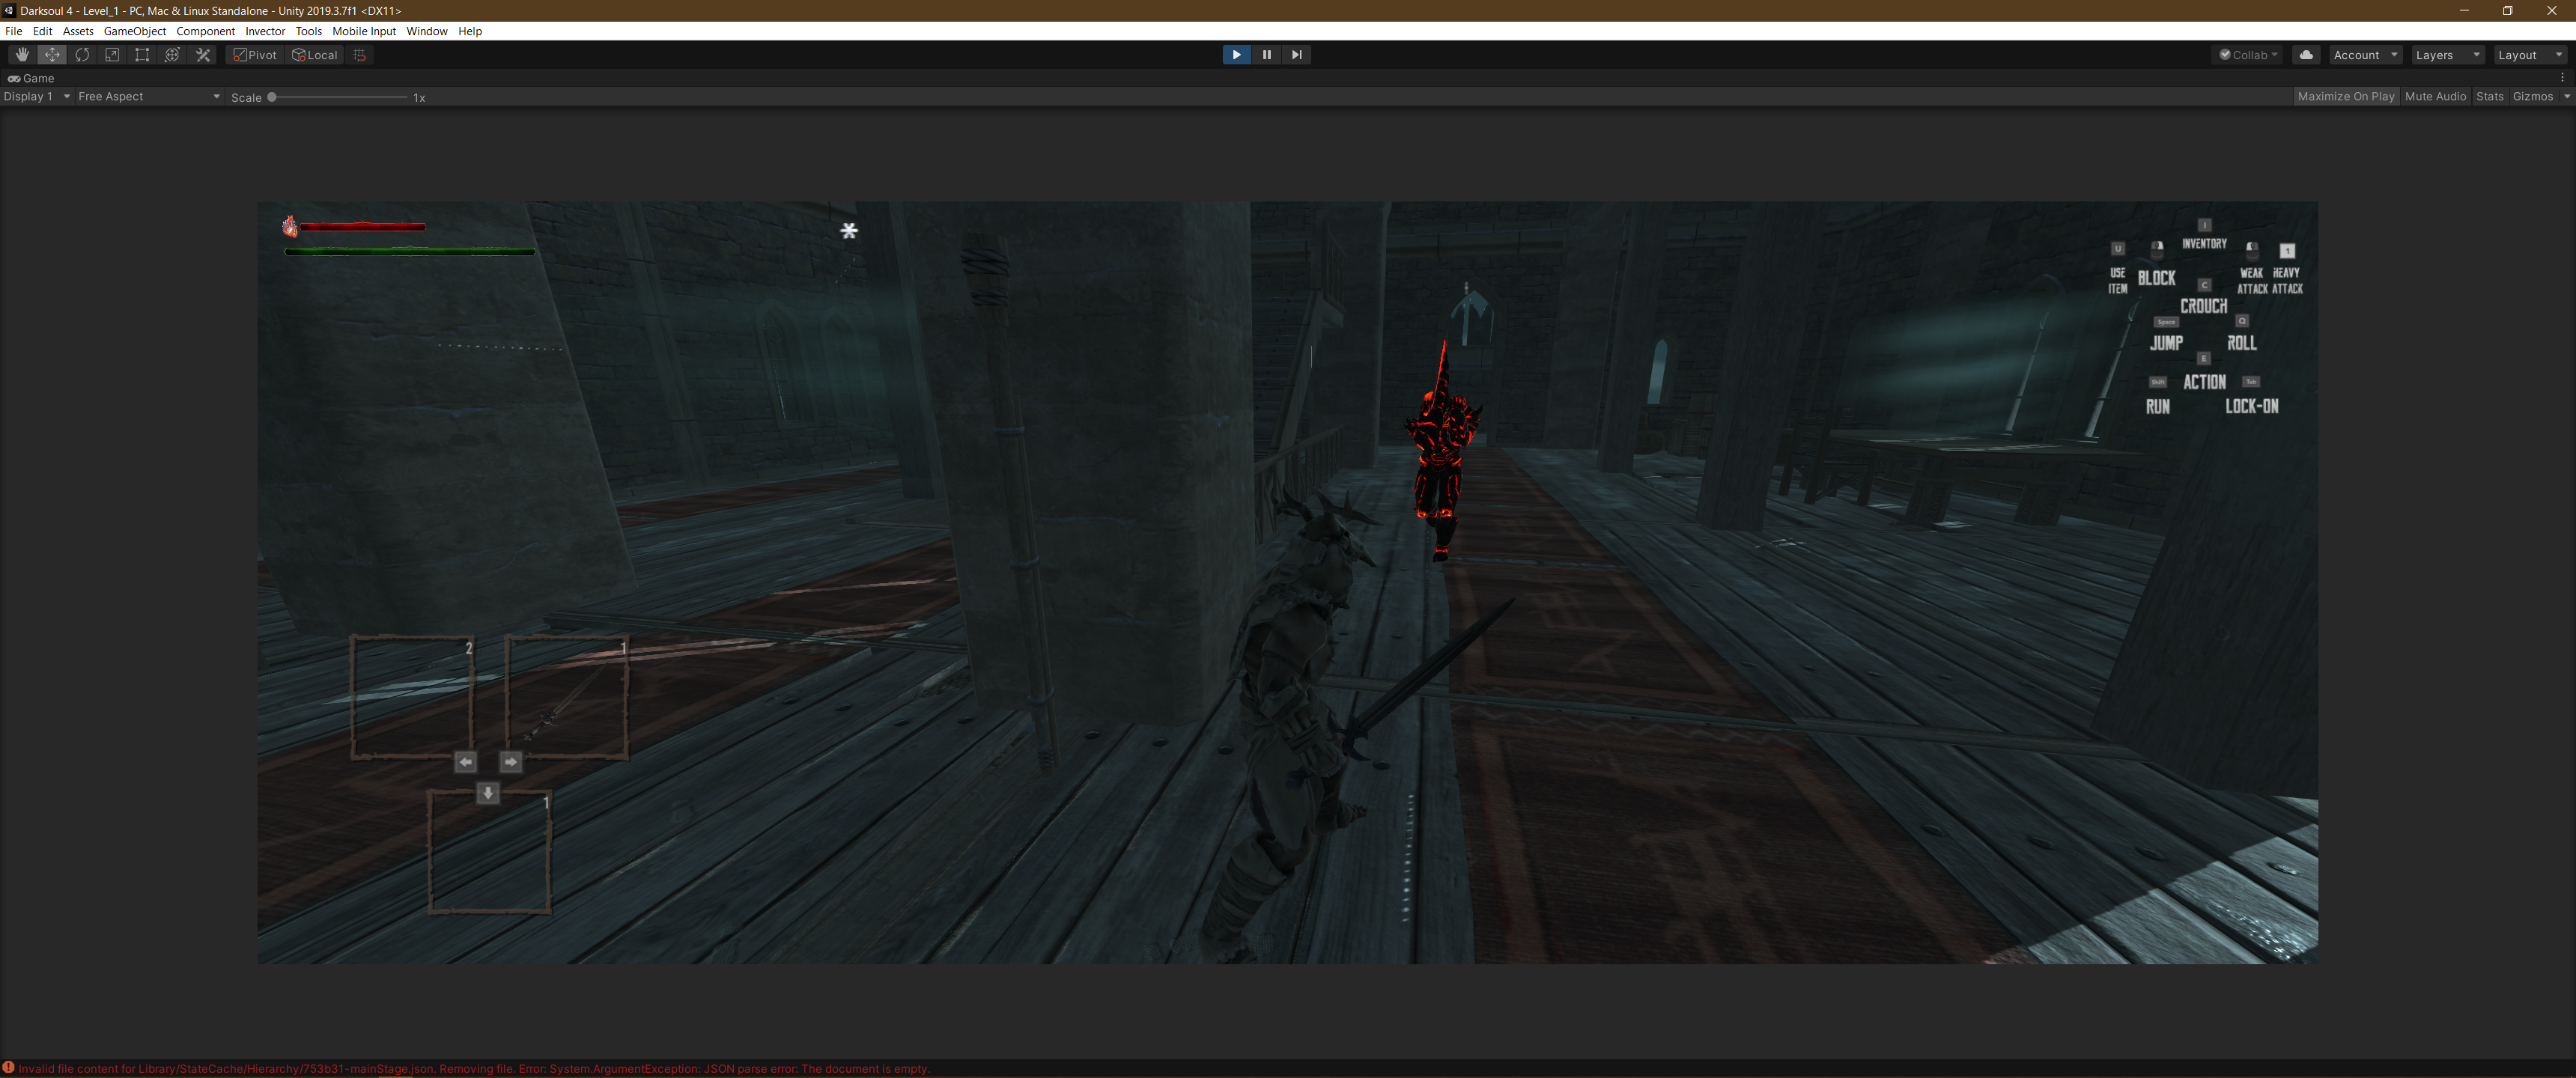 Darksoul 4 - Level_1 - PC, Mac & Linux Standalone - Unity 2019.3.7f1 <DX11>
File Edit Assets GameObject Component Invector Tools Mobile Input Window Help
Pivot Local Collab Account Layers Layout
Game
Display 1 Free Aspect Scale 1x Maximize On Play Mute Audio Stats Gizmos
I
INVENTORY
U
1
USE ITEM
BLOCK
WEAK ATTACK
HEAVY ATTACK
C
CROUCH
Space
Q
JUMP
ROLL
E
Shift
ACTION
Tab
RUN
LOCK-ON
2
1
1
Invalid file content for Library/StateCache/Hierarchy/753b31-mainStage.json. Removing file. Error: System.ArgumentException: JSON parse error: The document is empty.